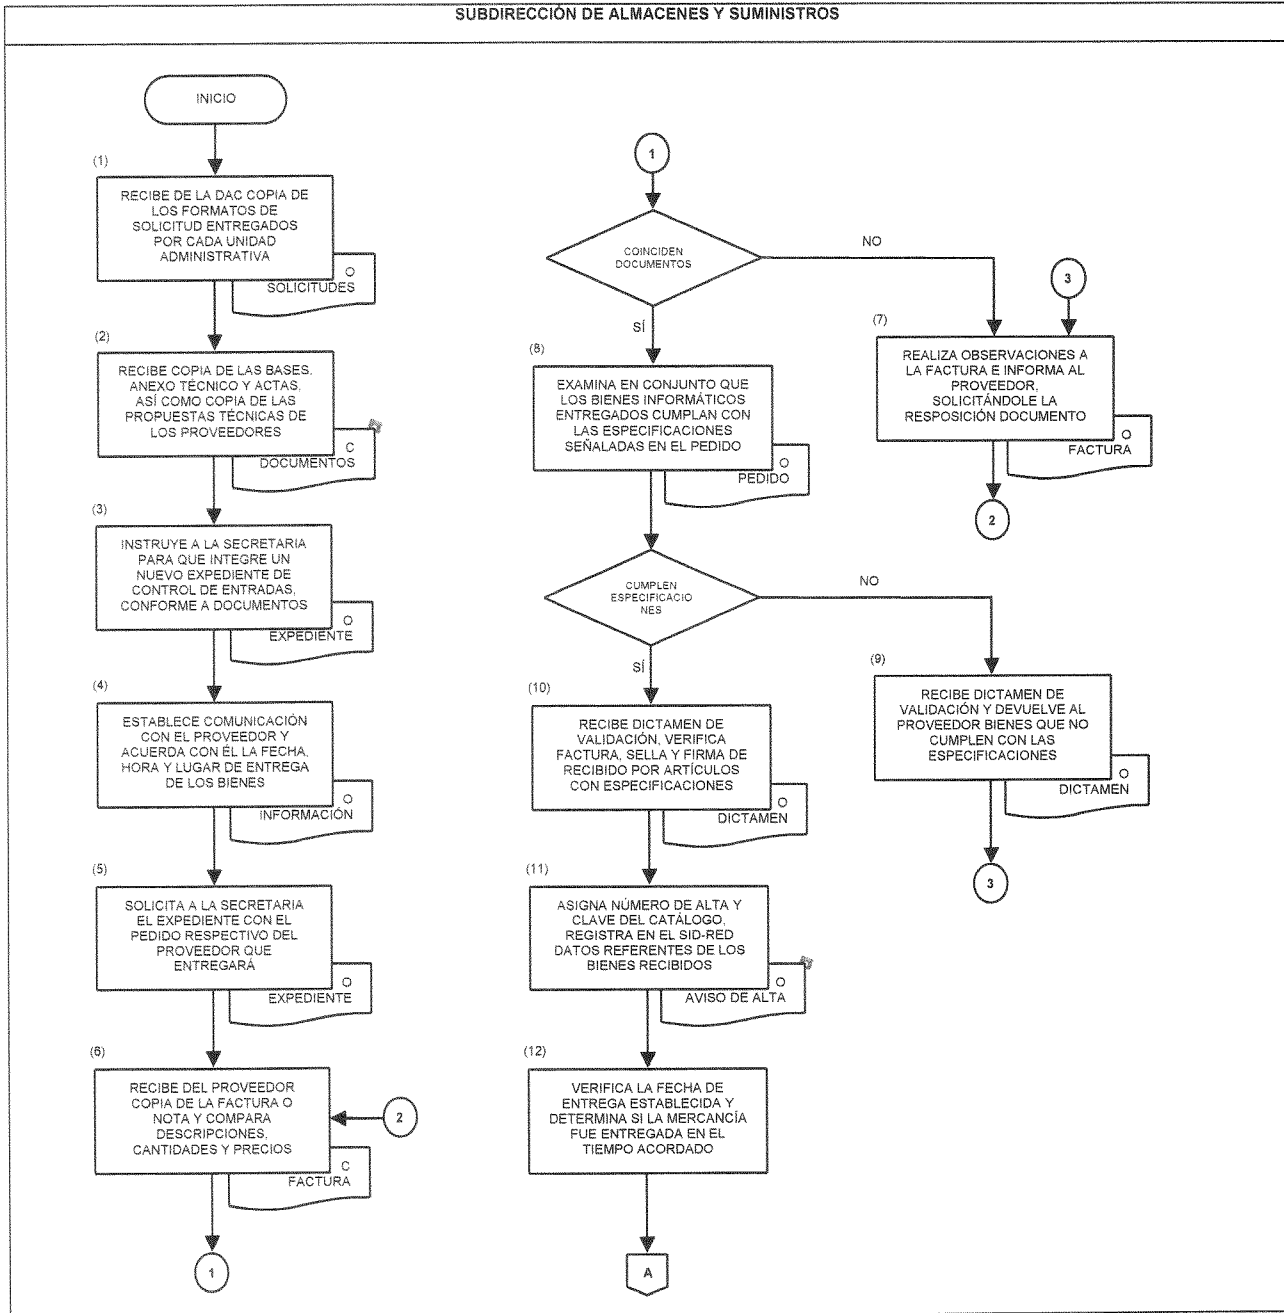 SUBDIRECCIÓN DE ALMACENES Y SUMINISTROS
INICIO
(1)
RECIBE DE LA DAC COPIA DE
LOS FORMATOS DE
SOLICITUD ENTREGADOS
POR CADA UNIDAD
ADMINISTRATIVA
O
SOLICITUDES
(2)
RECIBE COPIA DE LAS BASES,
ANEXO TÉCNICO Y ACTAS,
ASÍ COMO COPIA DE LAS
PROPUESTAS TÉCNICAS DE
LOS PROVEEDORES
C
DOCUMENTOS
(3)
INSTRUYE A LA SECRETARIA
PARA QUE INTEGRE UN
NUEVO EXPEDIENTE DE
CONTROL DE ENTRADAS,
CONFORME A DOCUMENTOS
O
EXPEDIENTE
(4)
ESTABLECE COMUNICACIÓN
CON EL PROVEEDOR Y
ACUERDA CON ÉL LA FECHA,
HORA Y LUGAR DE ENTREGA
DE LOS BIENES
O
INFORMACIÓN
(5)
SOLICITA A LA SECRETARIA
EL EXPEDIENTE CON EL
PEDIDO RESPECTIVO DEL
PROVEEDOR QUE
ENTREGARÁ
O
EXPEDIENTE
(6)
RECIBE DEL PROVEEDOR
COPIA DE LA FACTURA O
NOTA Y COMPARA
DESCRIPCIONES,
CANTIDADES Y PRECIOS
2
C
FACTURA
1
1
COINCIDEN
DOCUMENTOS
NO
SÍ
3
(7)
REALIZA OBSERVACIONES A
LA FACTURA E INFORMA AL
PROVEEDOR,
SOLICITÁNDOLE LA
RESPOSICIÓN DOCUMENTO
O
FACTURA
2
(8)
EXAMINA EN CONJUNTO QUE
LOS BIENES INFORMÁTICOS
ENTREGADOS CUMPLAN CON
LAS ESPECIFICACIONES
SEÑALADAS EN EL PEDIDO
O
PEDIDO
CUMPLEN
ESPECIFICACIO
NES
NO
SÍ
(9)
RECIBE DICTAMEN DE
VALIDACIÓN Y DEVUELVE AL
PROVEEDOR BIENES QUE NO
CUMPLEN CON LAS
ESPECIFICACIONES
O
DICTAMEN
3
(10)
RECIBE DICTAMEN DE
VALIDACIÓN, VERIFICA
FACTURA, SELLA Y FIRMA DE
RECIBIDO POR ARTÍCULOS
CON ESPECIFICACIONES
O
DICTAMEN
(11)
ASIGNA NÚMERO DE ALTA Y
CLAVE DEL CATÁLOGO,
REGISTRA EN EL SID-RED
DATOS REFERENTES DE LOS
BIENES RECIBIDOS
O
AVISO DE ALTA
(12)
VERIFICA LA FECHA DE
ENTREGA ESTABLECIDA Y
DETERMINA SI LA MERCANCÍA
FUE ENTREGADA EN EL
TIEMPO ACORDADO
A